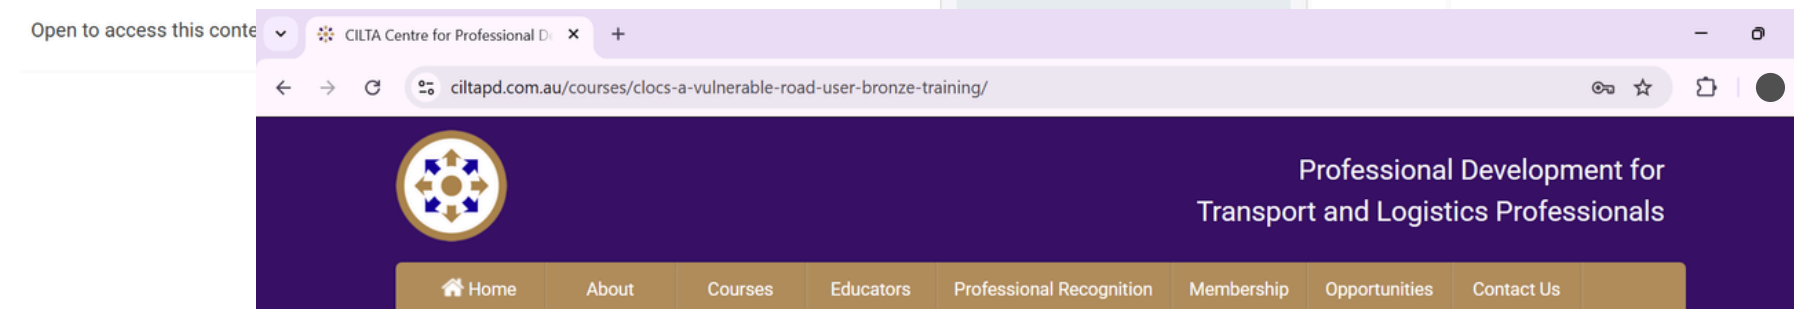 Open to access this conte
CILTA Centre for Professional D
ciltapd.com.au/courses/clocs-a-vulnerable-road-user-bronze-training/
Professional Development for
Transport and Logistics Professionals
Home About Courses Educators Professional Recognition Membership Opportunities Contact Us